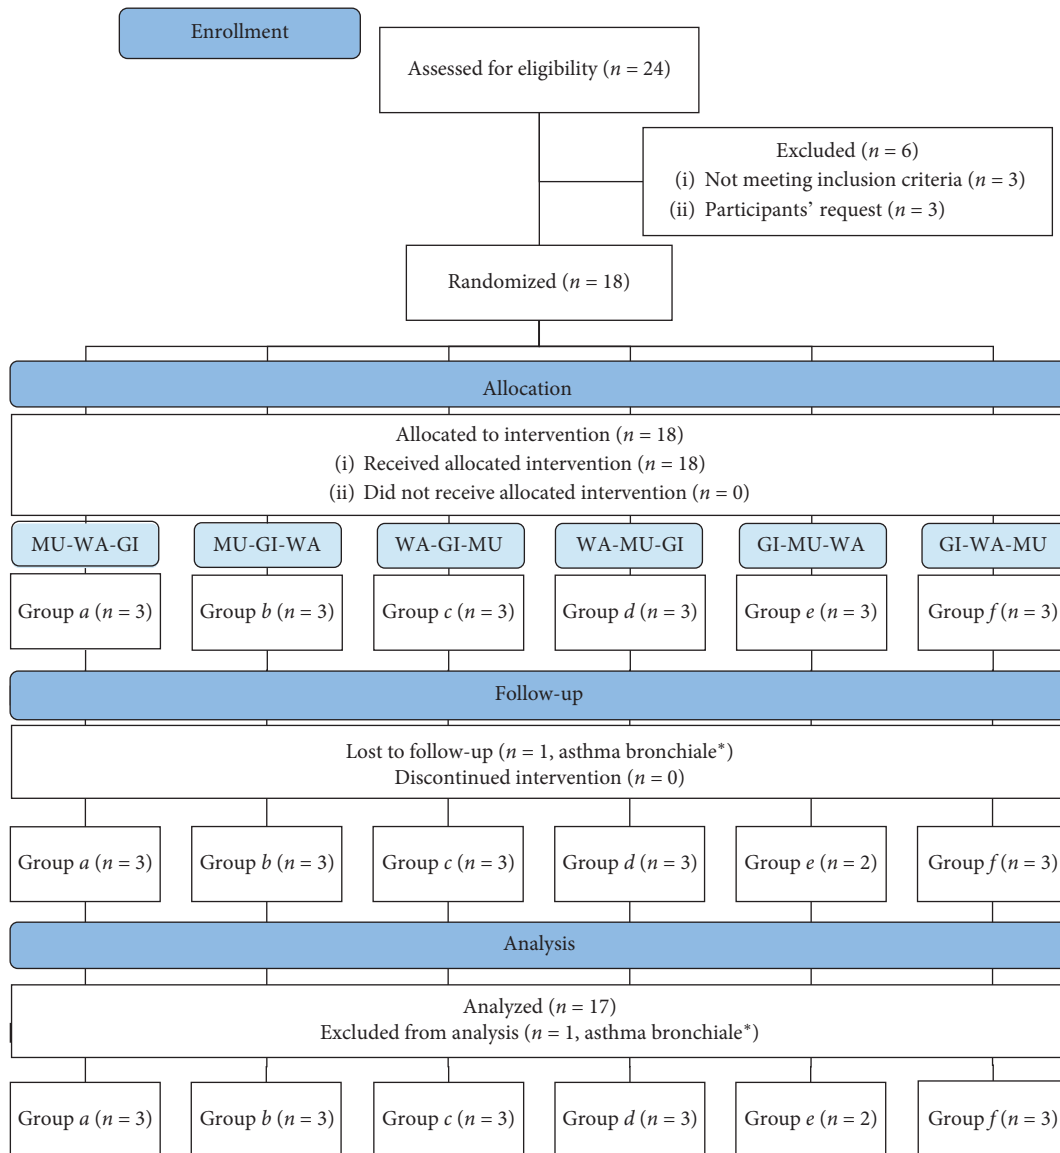 Enrollment
Assessed for eligibility (n = 24)
Excluded (n = 6)
(i) Not meeting inclusion criteria (n = 3)
(ii) Participants’ request (n = 3)
Randomized (n = 18)
Allocation
Allocated to intervention (n = 18)
(i) Received allocated intervention (n = 18)
(ii) Did not receive allocated intervention (n = 0)
MU-WA-GI MU-GI-WA WA-GI-MU WA-MU-GI GI-MU-WA GI-WA-MU
Group a (n = 3) Group b (n = 3) Group c (n = 3) Group d (n = 3) Group e (n = 3) Group f (n = 3)
Follow-up
Lost to follow-up (n = 1, asthma bronchiale*)
Discontinued intervention (n = 0)
Group a (n = 3) Group b (n = 3) Group c (n = 3) Group d (n = 3) Group e (n = 2) Group f (n = 3)
Analysis
Analyzed (n = 17)
Excluded from analysis (n = 1, asthma bronchiale*)
Group a (n = 3) Group b (n = 3) Group c (n = 3) Group d (n = 3) Group e (n = 2) Group f (n = 3)